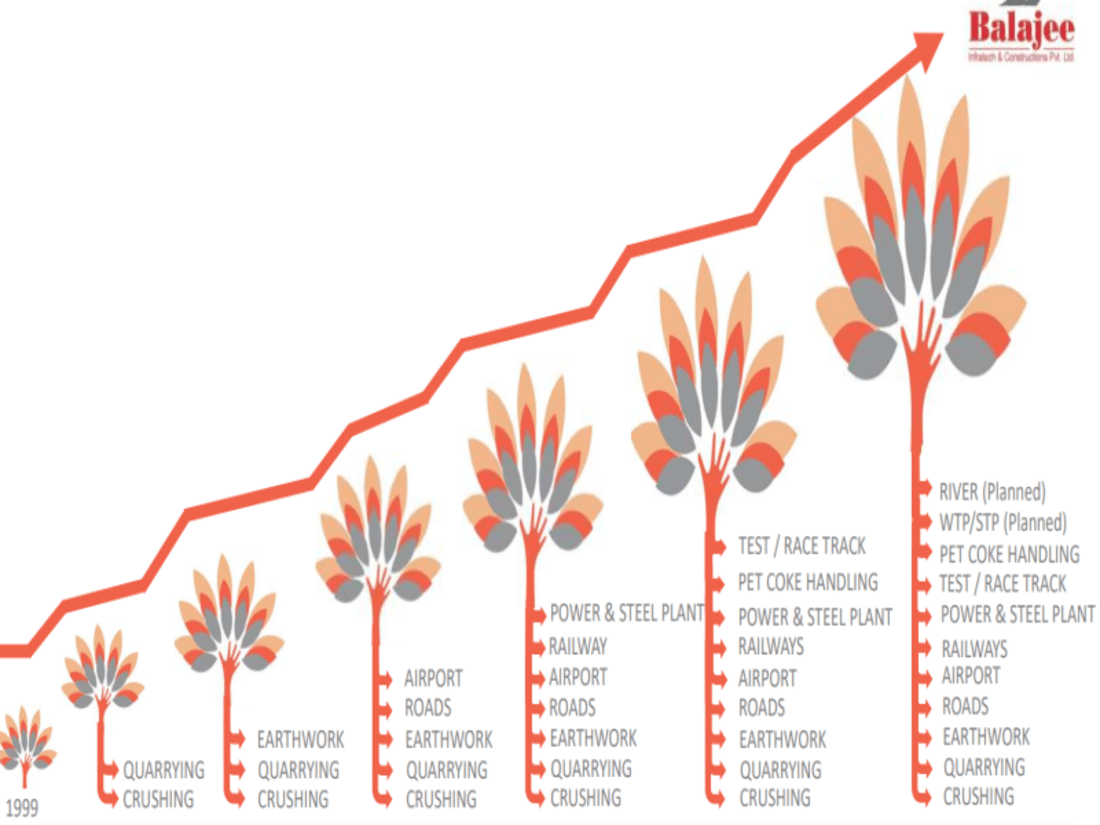 Balajee
Infratech & Constructions Pvt. Ltd.
1999
QUARRYING
CRUSHING
EARTHWORK
QUARRYING
CRUSHING
AIRPORT
ROADS
EARTHWORK
QUARRYING
CRUSHING
POWER & STEEL PLANT
RAILWAY
AIRPORT
ROADS
EARTHWORK
QUARRYING
CRUSHING
TEST / RACE TRACK
PET COKE HANDLING
POWER & STEEL PLANT
RAILWAYS
AIRPORT
ROADS
EARTHWORK
QUARRYING
CRUSHING
RIVER (Planned)
WTP/STP (Planned)
PET COKE HANDLING
TEST / RACE TRACK
POWER & STEEL PLANT
RAILWAYS
AIRPORT
ROADS
EARTHWORK
QUARRYING
CRUSHING